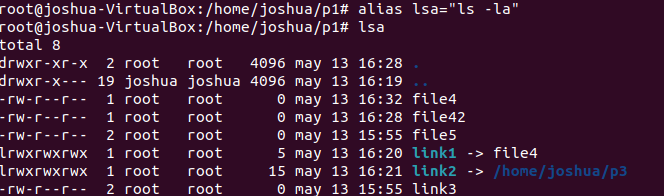 root@joshua-VirtualBox:/home/joshua/p1# alias lsa="ls -la"
root@joshua-VirtualBox:/home/joshua/p1# lsa
total 8
drwxr-xr-x  2 root   root   4096 may 13 16:28 .
drwxr-x--- 19 joshua joshua 4096 may 13 16:19 ..
-rw-r--r--  1 root   root      0 may 13 16:32 file4
-rw-r--r--  1 root   root      0 may 13 16:28 file42
-rw-r--r--  2 root   root      0 may 13 15:55 file5
lrwxrwxrwx  1 root   root      5 may 13 16:20 link1 -> file4
lrwxrwxrwx  1 root   root     15 may 13 16:21 link2 -> /home/joshua/p3
-rw-r--r--  2 root   root      0 may 13 15:55 link3